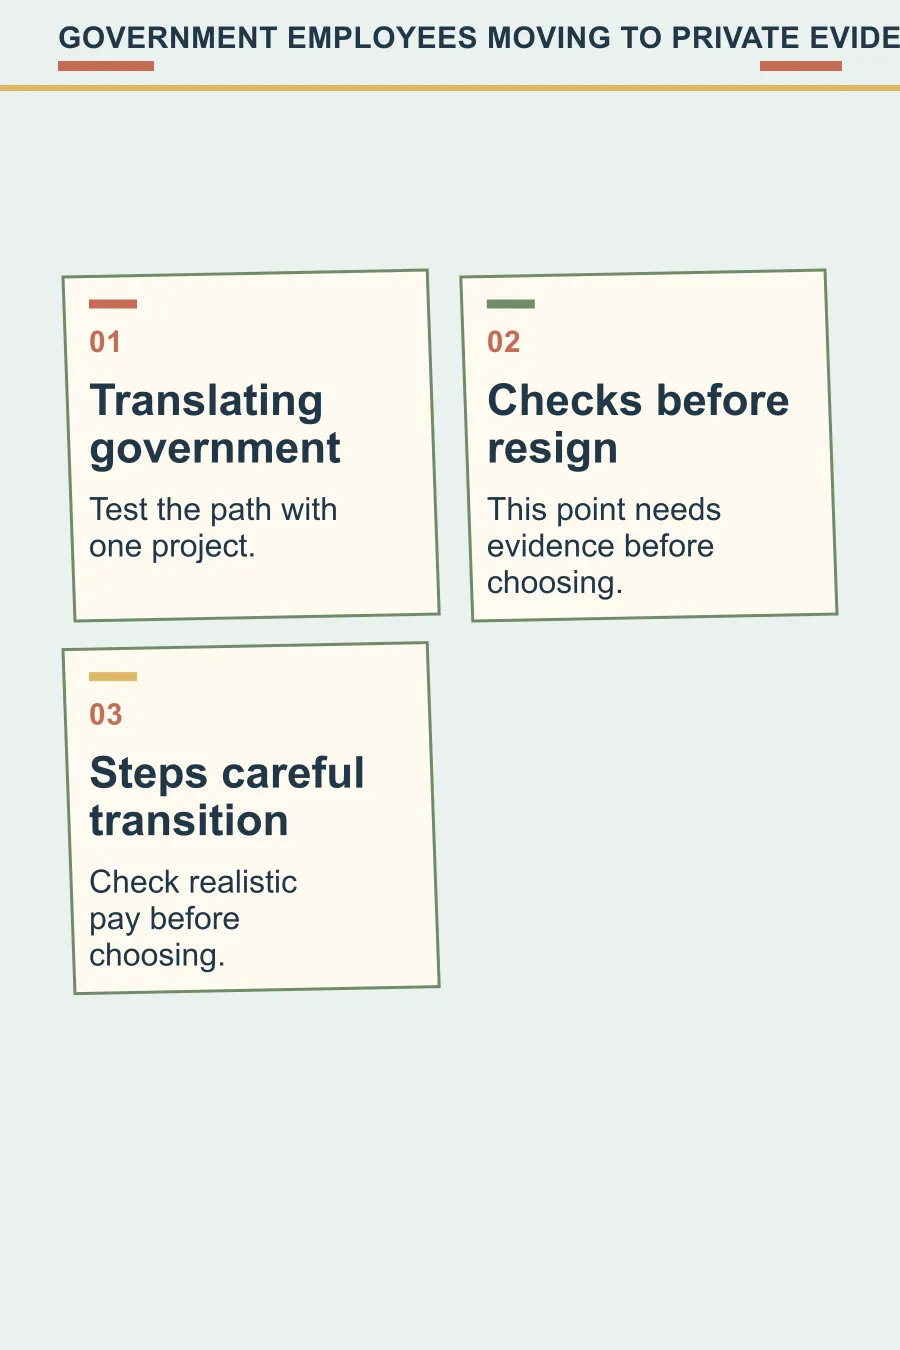 GOVERNMENT EMPLOYEES MOVING TO PRIVATE EVIDE
01
Translating
government
Test the path with
one project.
02
Checks before
resign
This point needs
evidence before
choosing.
03
Steps careful
transition
Check realistic
pay before
choosing.